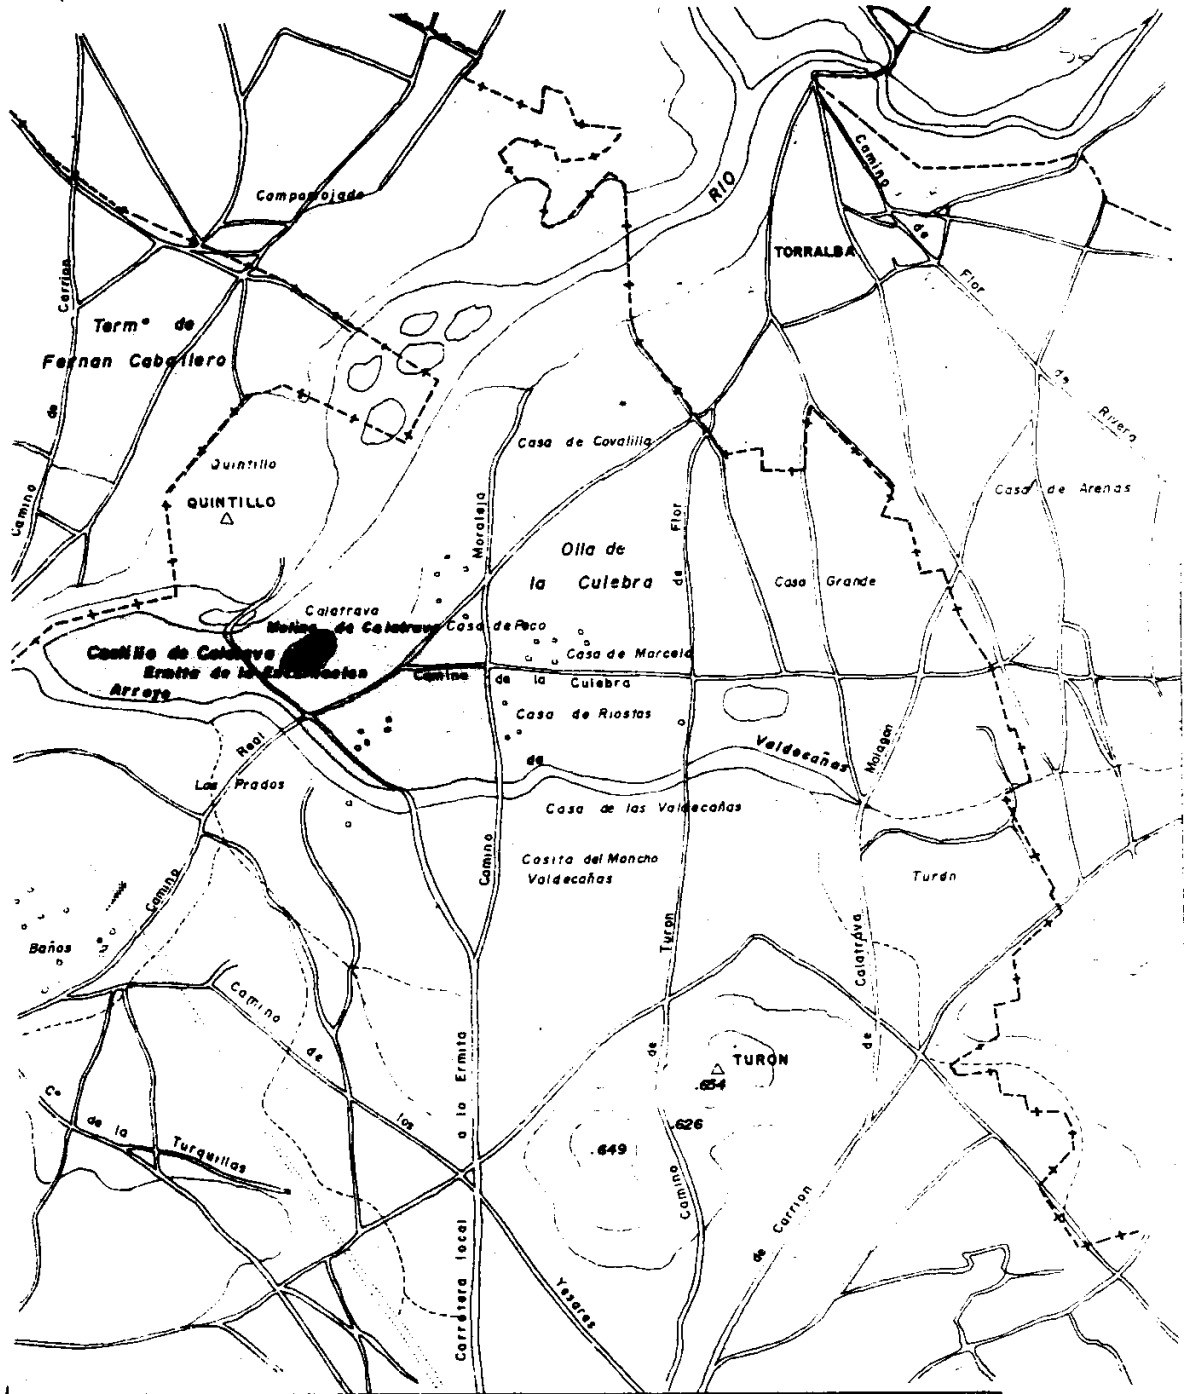 RIO
Camino
de
Flor
de
Rivera
TORRALBA
Carrion
de
Camino
Term° de
Fernan Caballero
Casa de Covalilla
Quintillo
QUINTILLO
Moraleja
Flor
de
Casa de Arenas
Olla de
la Culebra
Casa Grande
Calatrava
Molino de Calatrava
Casa de Paco
Castillo de Calatrava
Ermita de la Encarnacion
Arroyo
Casa de Marcelo
Camino de la Culebra
Casa de Riostas
Real
de
Valdecañas
Malagon
Los Prados
Casa de las Valdecañas
Camino
Camino
Casita del Mancho
Valdecañas
Turón
Baños
Turon
Calatrava
Camino
de
los
Yesares
a la Ermita
de
TURON
de
.654
.626
.649
C°
de la
Turquillas
Camino
de Carrion
Carretera local